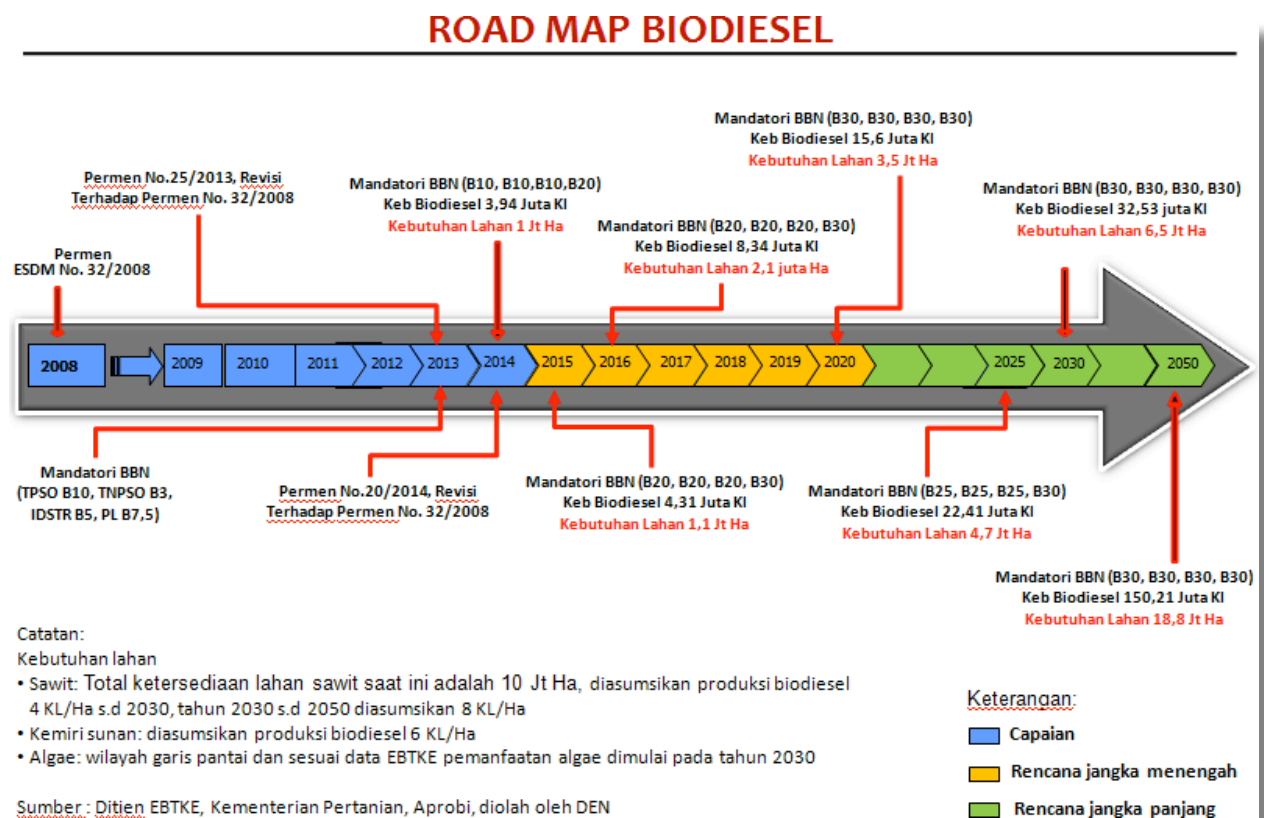 ROAD MAP BIODIESEL
Mandatori BBN (B30, B30, B30, B30)
Keb Biodiesel 15,6 Juta Kl
Kebutuhan Lahan 3,5 Jt Ha
Permen No.25/2013, Revisi
Terhadap Permen No. 32/2008
Mandatori BBN (B10, B10,B10,B20)
Keb Biodiesel 3,94 Juta Kl
Kebutuhan Lahan 1 Jt Ha
Mandatori BBN (B30, B30, B30, B30)
Keb Biodiesel 32,53 juta Kl
Kebutuhan Lahan 6,5 Jt Ha
Mandatori BBN (B20, B20, B20, B30)
Keb Biodiesel 8,34 Juta Kl
Kebutuhan Lahan 2,1 juta Ha
Permen
ESDM No. 32/2008
2008 2009 2010 2011 2012 2013 2014 2015 2016 2017 2018 2019 2020 2025 2030 2050
Mandatori BBN
(TPSO B10, TNPSO B3,
IDSTR B5, PL B7,5)
Permen No.20/2014, Revisi
Terhadap Permen No. 32/2008
Mandatori BBN (B20, B20, B20, B30)
Keb Biodiesel 4,31 Juta Kl
Kebutuhan Lahan 1,1 Jt Ha
Mandatori BBN (B25, B25, B25, B30)
Keb Biodiesel 22,41 Juta Kl
Kebutuhan Lahan 4,7 Jt Ha
Mandatori BBN (B30, B30, B30, B30)
Keb Biodiesel 150,21 Juta Kl
Kebutuhan Lahan 18,8 Jt Ha
Catatan:
Kebutuhan lahan
• Sawit: Total ketersediaan lahan sawit saat ini adalah 10 Jt Ha, diasumsikan produksi biodiesel
4 KL/Ha s.d 2030, tahun 2030 s.d 2050 diasumsikan 8 KL/Ha
• Kemiri sunan: diasumsikan produksi biodiesel 6 KL/Ha
• Algae: wilayah garis pantai dan sesuai data EBTKE pemanfaatan algae dimulai pada tahun 2030
Sumber : Ditjen EBTKE, Kementerian Pertanian, Aprobi, diolah oleh DEN
Keterangan:
Capaian
Rencana jangka menengah
Rencana jangka panjang